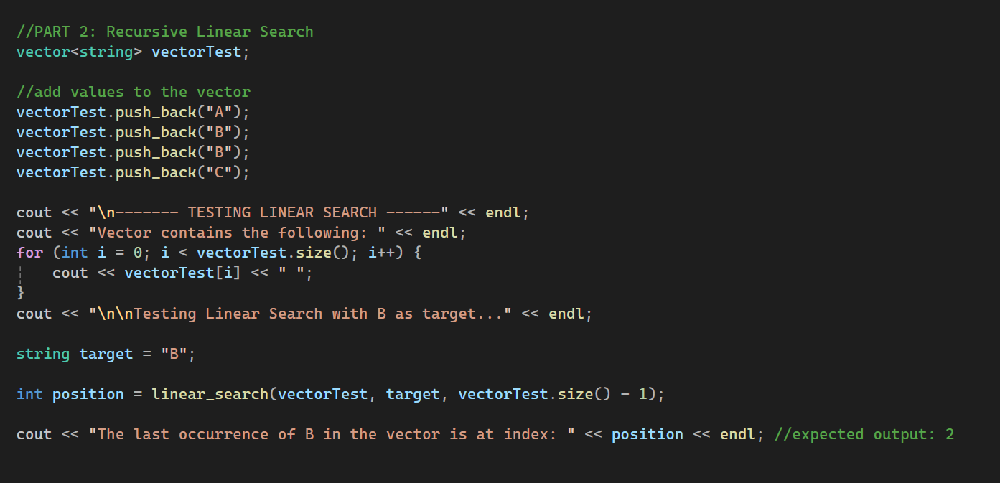 //PART 2: Recursive Linear Search
vector<string> vectorTest;
//add values to the vector
vectorTest.push_back("A");
vectorTest.push_back("B");
vectorTest.push_back("B");
vectorTest.push_back("C");
cout << "\n------- TESTING LINEAR SEARCH ------" << endl;
cout << "Vector contains the following: " << endl;
for (int i = 0; i < vectorTest.size(); i++) {
    cout << vectorTest[i] << " ";
}
cout << "\n\nTesting Linear Search with B as target..." << endl;
string target = "B";
int position = linear_search(vectorTest, target, vectorTest.size() - 1);
cout << "The last occurrence of B in the vector is at index: " << position << endl; //expected output: 2